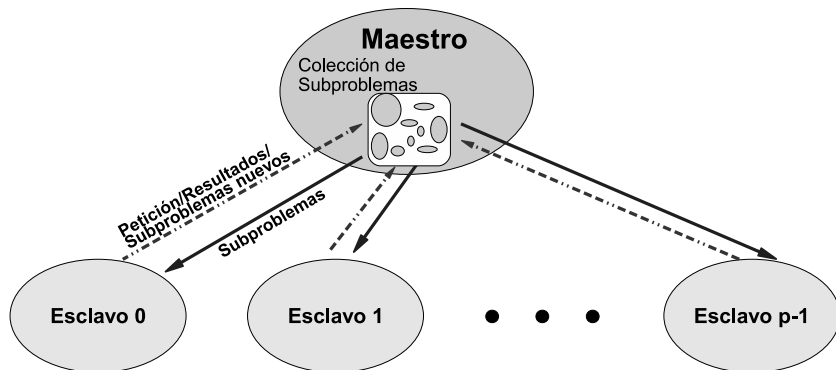 Maestro
Colección de
Subproblemas
Petición/Resultados/
Subproblemas nuevos
Subproblemas
Esclavo 0
Esclavo 1
Esclavo p-1